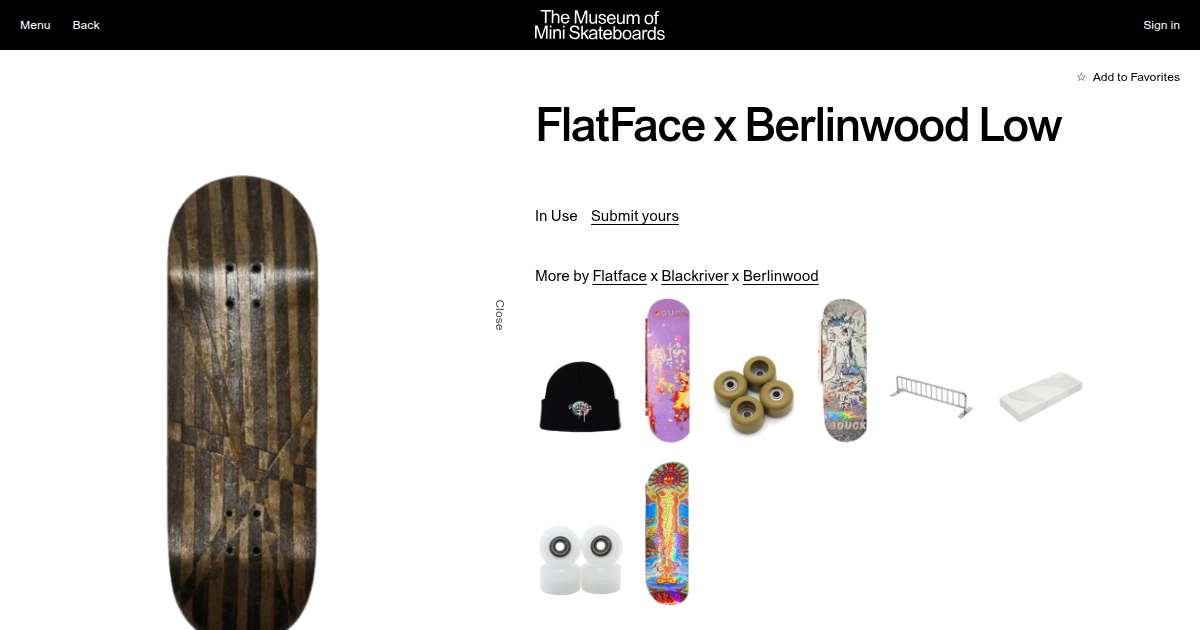 Menu
Back
The Museum of
Mini Skateboards
Sign in
☆ Add to Favorites
FlatFace x Berlinwood Low
In Use Submit yours
More by Flatface x Blackriver x Berlinwood
Close